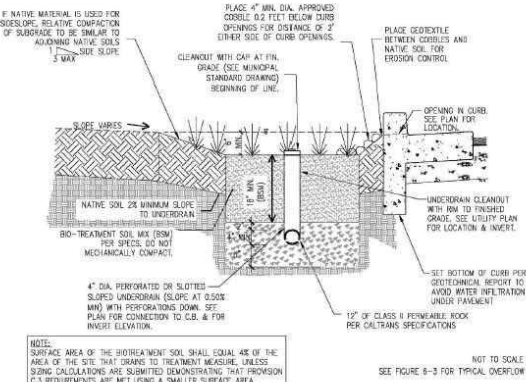 IF NATIVE MATERIAL IS USED FOR
SIDESLOPE, RELATIVE COMPACTION
OF SUBGRADE TO BE SIMILAR TO
ADJOINING NATIVE SOILS
1
3 MAX
SIDE SLOPE
PLACE 4" MIN. DIA. APPROVED
COBBLE 0.2 FEET BELOW CURB
OPENINGS FOR DISTANCE OF 2'
EITHER SIDE OF CURB OPENINGS.
PLACE GEOTEXTILE
BETWEEN COBBLES AND
NATIVE SOIL FOR
EROSION CONTROL
CLEANOUT WITH CAP AT FIN.
GRADE (SEE MUNICIPAL
STANDARD DRAWING)
BEGINNING OF LINE.
OPENING IN CURB.
SEE PLAN FOR
LOCATION.
SLOPE VARIES
MIN.
18" MIN.
(BSM)
NATIVE SOIL 2% MINIMUM SLOPE
TO UNDERDRAIN
UNDERDRAIN CLEANOUT
WITH RIM TO FINISHED
GRADE. SEE UTILITY PLAN
FOR LOCATION & INVERT.
BIO-TREATMENT SOIL MIX (BSM)
PER SPECS. DO NOT
MECHANICALLY COMPACT.
4" DIA. PERFORATED OR SLOTTED
SLOPED UNDERDRAIN (SLOPE AT 0.50%
MIN) WITH PERFORATIONS DOWN. SEE
PLAN FOR CONNECTION TO C.B. & FOR
INVERT ELEVATION.
SET BOTTOM OF CURB PER
GEOTECHNICAL REPORT TO
AVOID WATER INFILTRATION
UNDER PAVEMENT
12" OF CLASS II PERMEABLE ROCK
PER CALTRANS SPECIFICATIONS
NOTE:
SURFACE AREA OF THE BIOTREATMENT SOIL SHALL EQUAL 4% OF THE
AREA OF THE SITE THAT DRAINS TO TREATMENT MEASURE, UNLESS
SIZING CALCULATIONS ARE SUBMITTED DEMONSTRATING THAT PROVISION
C.3 REQUIREMENTS ARE MET USING A SMALLER SURFACE AREA
NOT TO SCALE
SEE FIGURE 6-3 FOR TYPICAL OVERFLOW